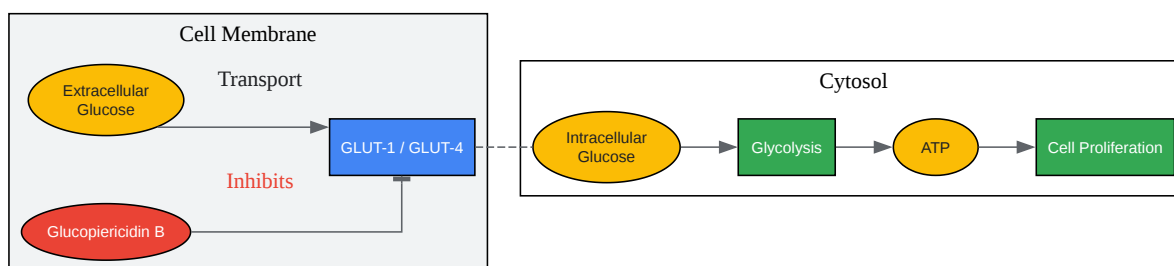 Cell Membrane
Extracellular
Glucose
Transport
GLUT-1 / GLUT-4
Inhibits
Glucopiericidin B
Cytosol
Intracellular
Glucose
Glycolysis
ATP
Cell Proliferation